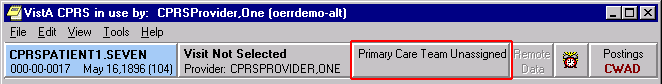 VistA CPRS in use by: CPRSProvider,One (oerrdemo-alt)
File Edit View Tools Help
CPRSPATIENT1.SEVEN
000-00-0017 May 16,1896 (104)
Visit Not Selected
Provider: CPRSPROVIDER,ONE
Primary Care Team Unassigned
Remote
Data
Postings
CWAD